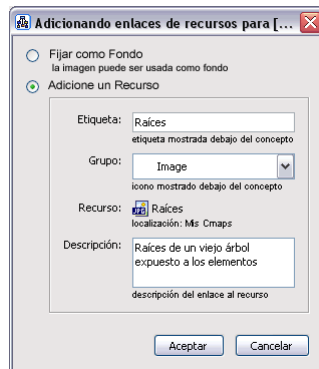 Adicionando enlaces de recursos para [...
Fijar como Fondo
la imagen puede ser usada como fondo
Adicione un Recurso
Etiqueta: Raíces
etiqueta mostrada debajo del concepto
Grupo: Image
icono mostrado debajo del concepto
Recurso: Raíces
localización: Mis Cmaps
Descripción: Raíces de un viejo árbol
expuesto a los elementos
descripción del enlace al recurso
Aceptar Cancelar